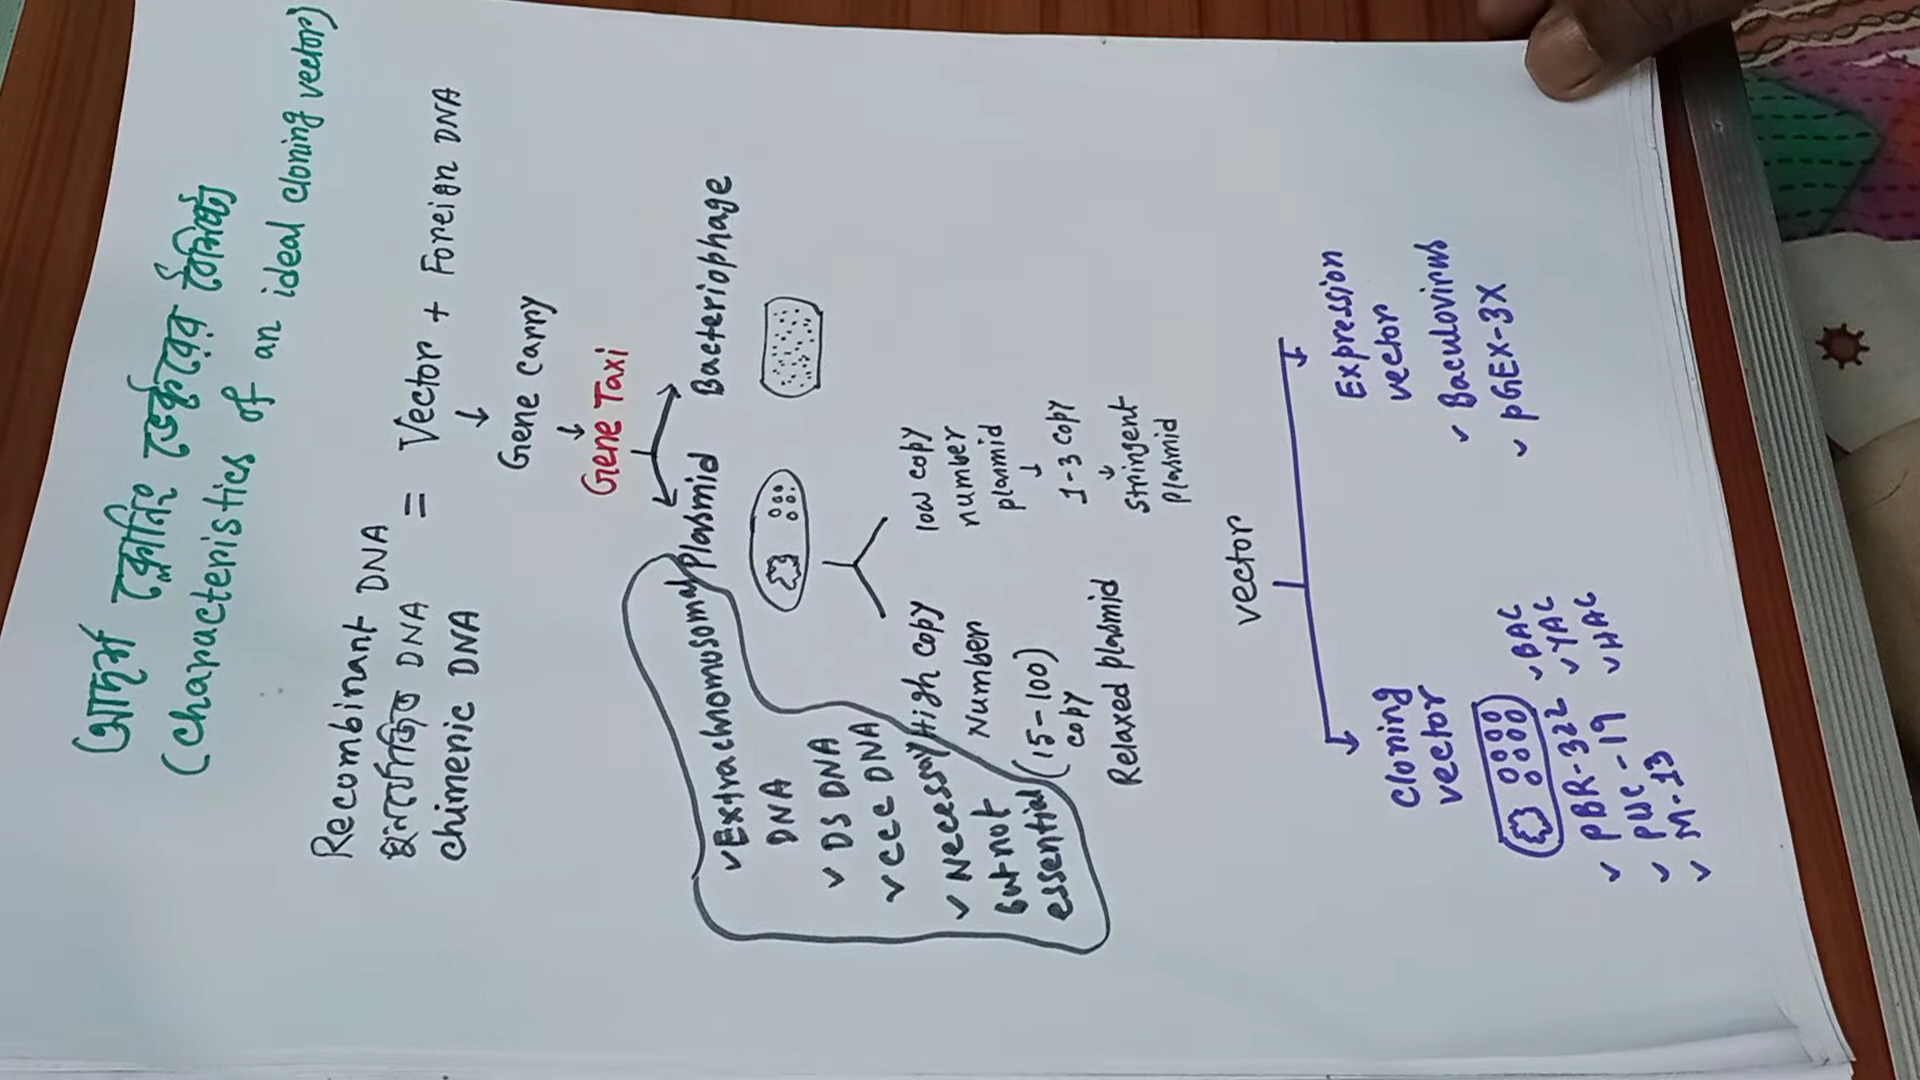 আদর্শ ক্লোনিং ভেক্টরের বৈশিষ্ট্য
(Characteristics of an ideal cloning vector)
Recombinant DNA
DNA = Vector + Foreign DNA
chimeric DNA
↓
Gene carry
↓
Gene Taxi
Plasmid
Bacteriophage
✓ Extrachromosomal
DNA
✓ DS DNA
✓ CCC DNA
✓ Necessary
but not
essential
High copy
Number
(15-100)
copy
Relaxed plasmid
low copy
number
plasmid
↓
1-3 copy
↓
stringent
plasmid
vector
cloning
vector
✓ PBR-322
✓ PUC-19
✓ M-13
✓ BAC
✓ YAC
✓ HAC
Expression
vector
✓ Baculovirus
✓ pGEX-3X